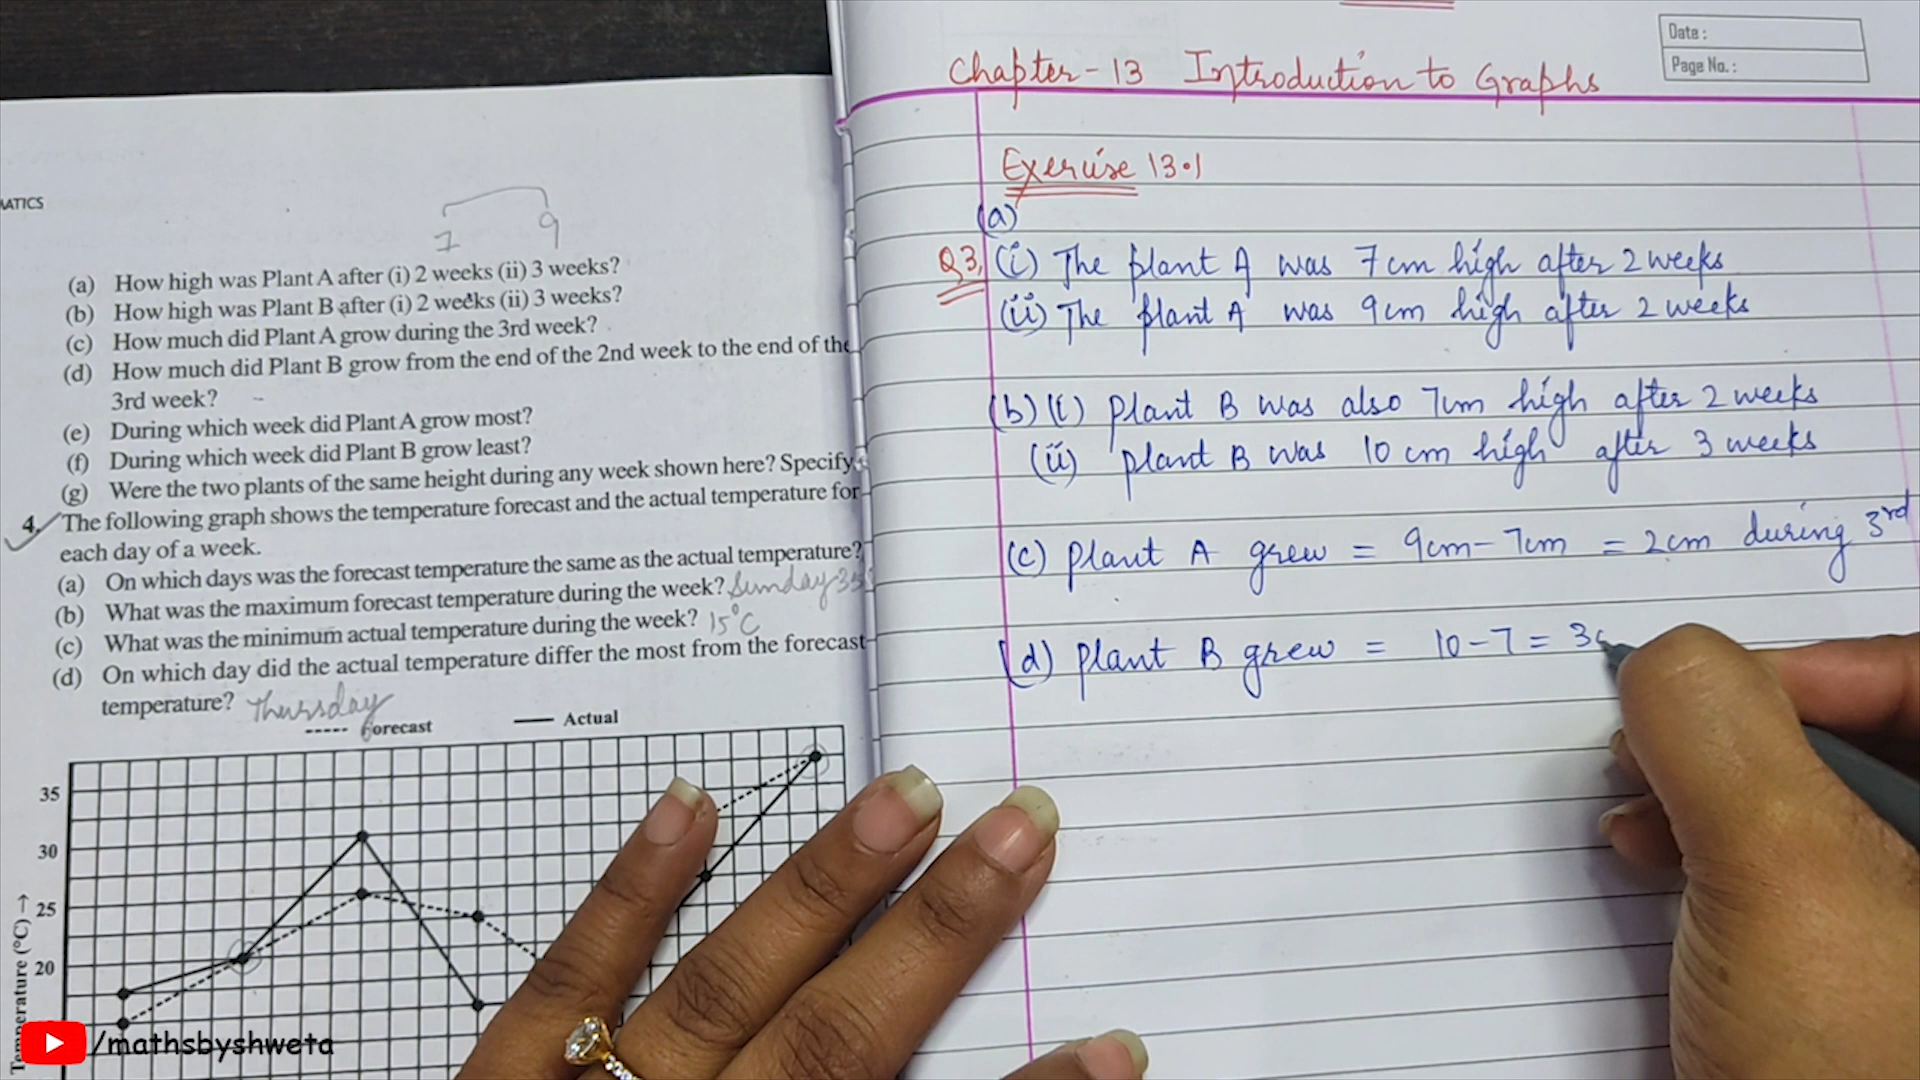 MATICS
7 9
(a) How high was Plant A after (i) 2 weeks (ii) 3 weeks?
(b) How high was Plant B after (i) 2 weeks (ii) 3 weeks?
(c) How much did Plant A grow during the 3rd week?
(d) How much did Plant B grow from the end of the 2nd week to the end of the
3rd week?
(e) During which week did Plant A grow most?
(f) During which week did Plant B grow least?
(g) Were the two plants of the same height during any week shown here? Specify
4. The following graph shows the temperature forecast and the actual temperature for
each day of a week.
(a) On which days was the forecast temperature the same as the actual temperature?
(b) What was the maximum forecast temperature during the week? Sunday 35
(c) What was the minimum actual temperature during the week? 15°C
(d) On which day did the actual temperature differ the most from the forecast
temperature? Thursday
Forecast Actual
35
30
25
20
Temperature (°C) →
/mathsbyshweta
Date :
Page No. :
Chapter - 13 Introduction to Graphs
Exercise 13.1
(a)
Q3, (i) The plant A was 7 cm high after 2 weeks
(ii) The plant A was 9 cm high after 2 weeks
(b) (i) plant B was also 7cm high after 2 weeks
(ii) plant B was 10 cm high after 3 weeks
(c) plant A grew = 9cm - 7cm = 2cm during 3rd
(d) plant B grew = 10 - 7 = 3